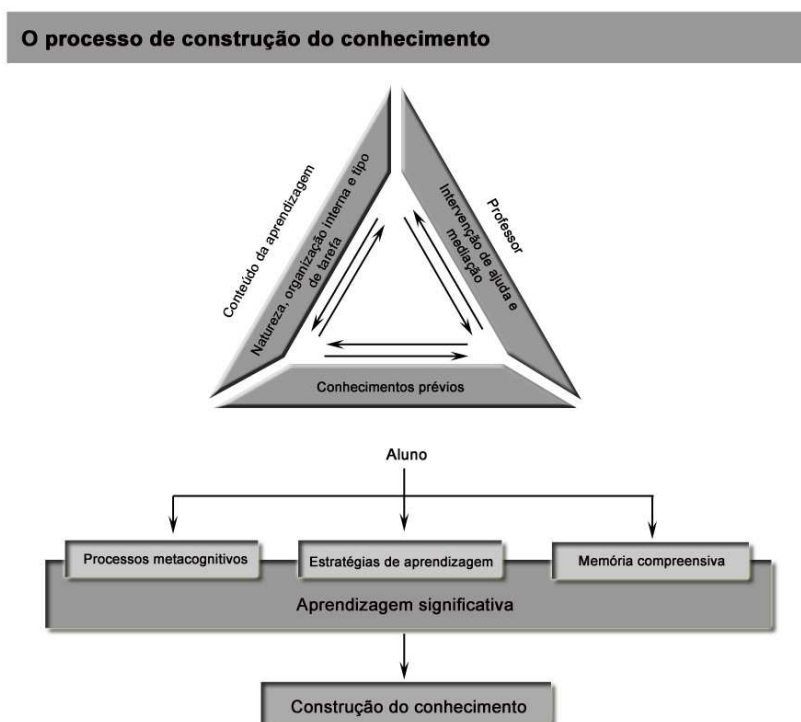 O processo de construção do conhecimento
Conteúdo da aprendizagem
Natureza, organização interna e tipo
de tarefa
Professor
Intervenção de ajuda e
mediação
Conhecimentos prévios
Aluno
Processos metacognitivos
Estratégias de aprendizagem
Memória compreensiva
Aprendizagem significativa
Construção do conhecimento